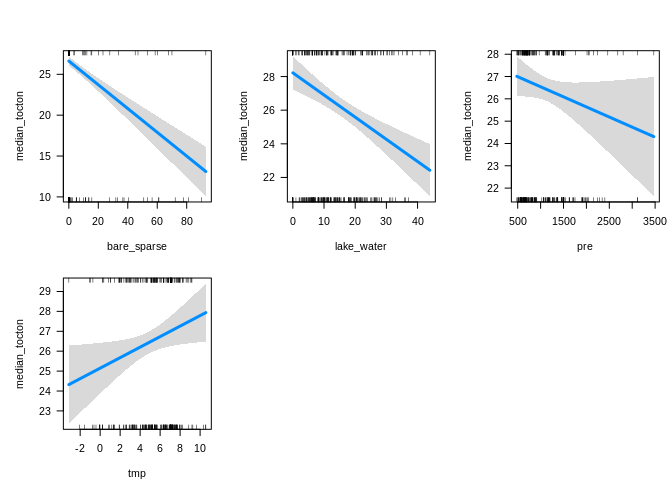 median_tocton
25
20
15
10
0 20 40 60 80
bare_sparse
median_tocton
28
26
24
22
0 10 20 30 40
lake_water
median_tocton
28
27
26
25
24
23
22
500 1500 2500 3500
pre
median_tocton
29
28
27
26
25
24
23
-2 0 2 4 6 8 10
tmp